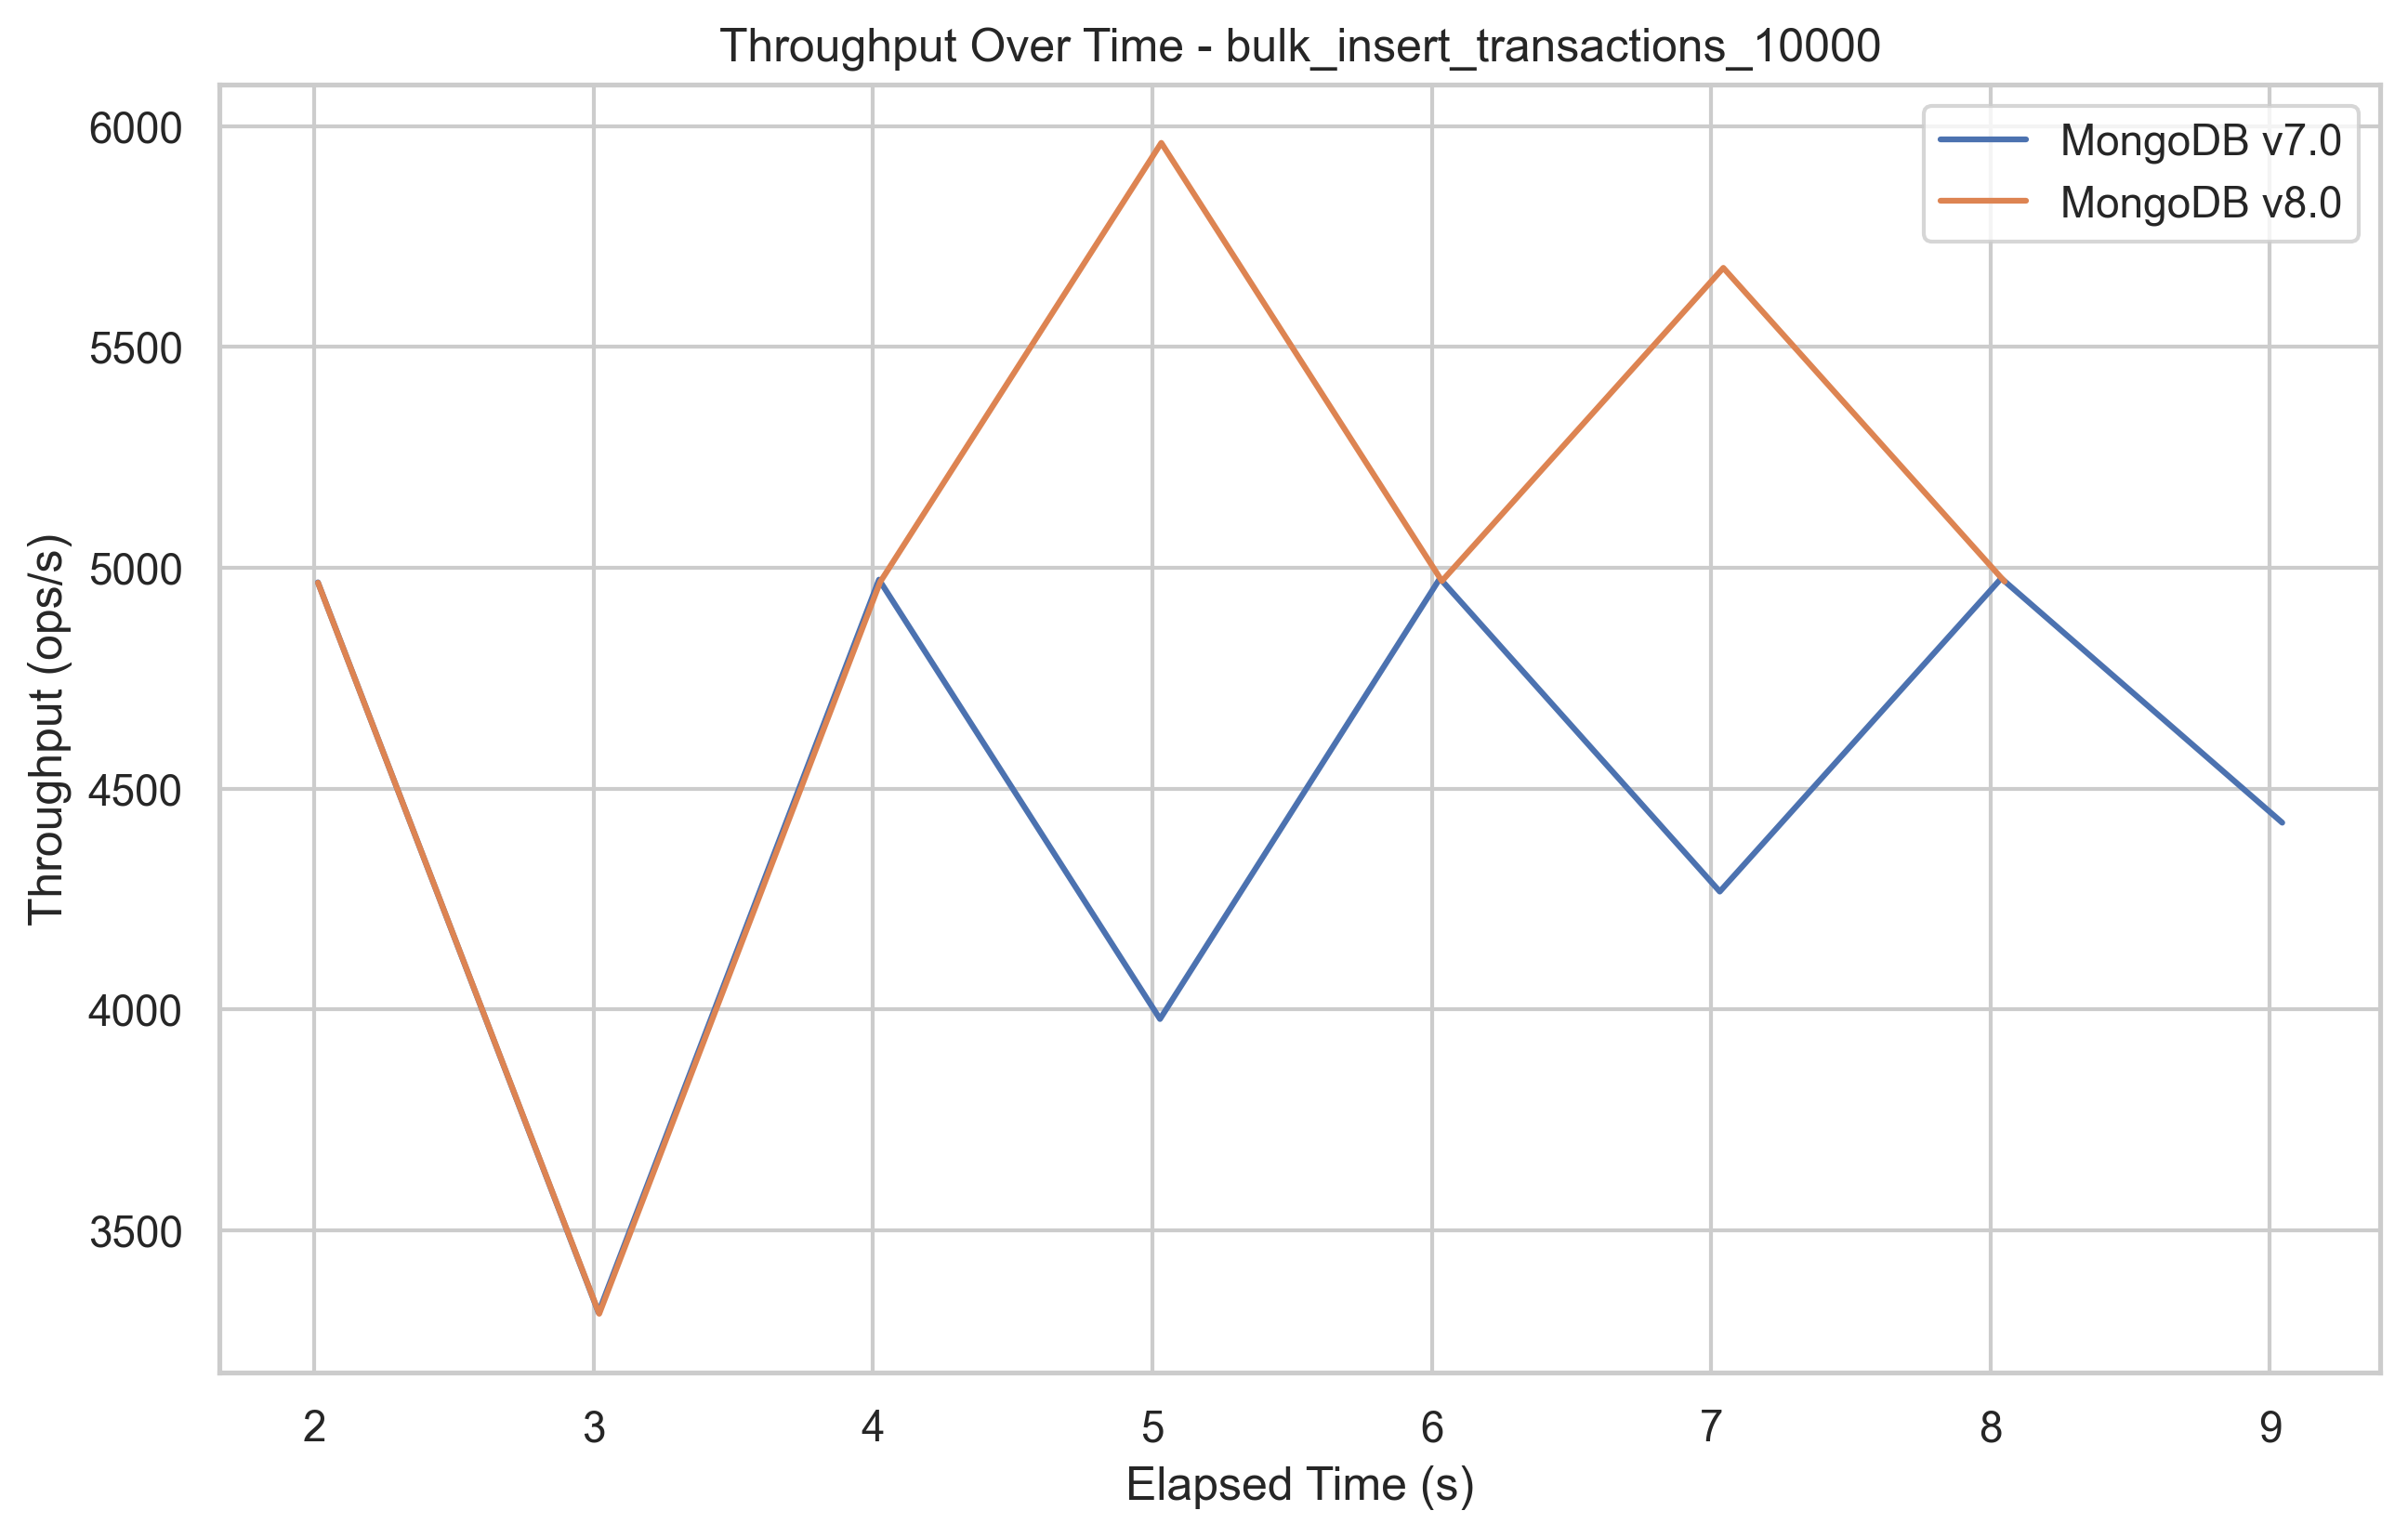 Throughput Over Time - bulk_insert_transactions_10000
MongoDB v7.0
MongoDB v8.0
Throughput (ops/s)
6000
5500
5000
4500
4000
3500
2 3 4 5 6 7 8 9
Elapsed Time (s)